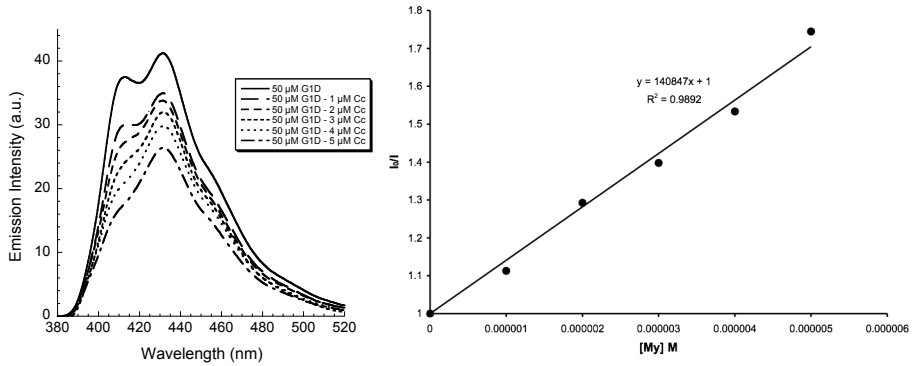 Emission Intensity (a.u.)
40
30
20
10
0
380 400 420 440 460 480 500 520
Wavelength (nm)
50 µM G1D
50 µM G1D - 1 µM Cc
50 µM G1D - 2 µM Cc
50 µM G1D - 3 µM Cc
50 µM G1D - 4 µM Cc
50 µM G1D - 5 µM Cc
I₀/I
1.8
1.7
1.6
1.5
1.4
1.3
1.2
1.1
1
y = 140847x + 1
R² = 0.9892
0 0.000001 0.000002 0.000003 0.000004 0.000005 0.000006
[My] M